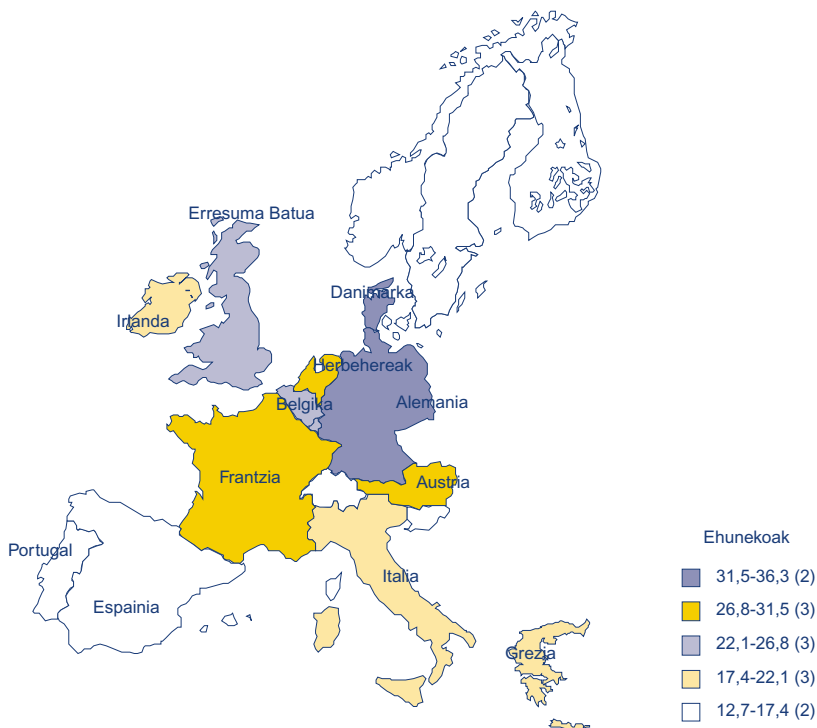 Erresuma Batua
Danimarka
Irlanda
Herbehereak
Belgika
Alemania
Frantzia
Austria
Portugal
Italia
Espainia
Grezia
Ehunekoak
31,5-36,3 (2)
26,8-31,5 (3)
22,1-26,8 (3)
17,4-22,1 (3)
12,7-17,4 (2)